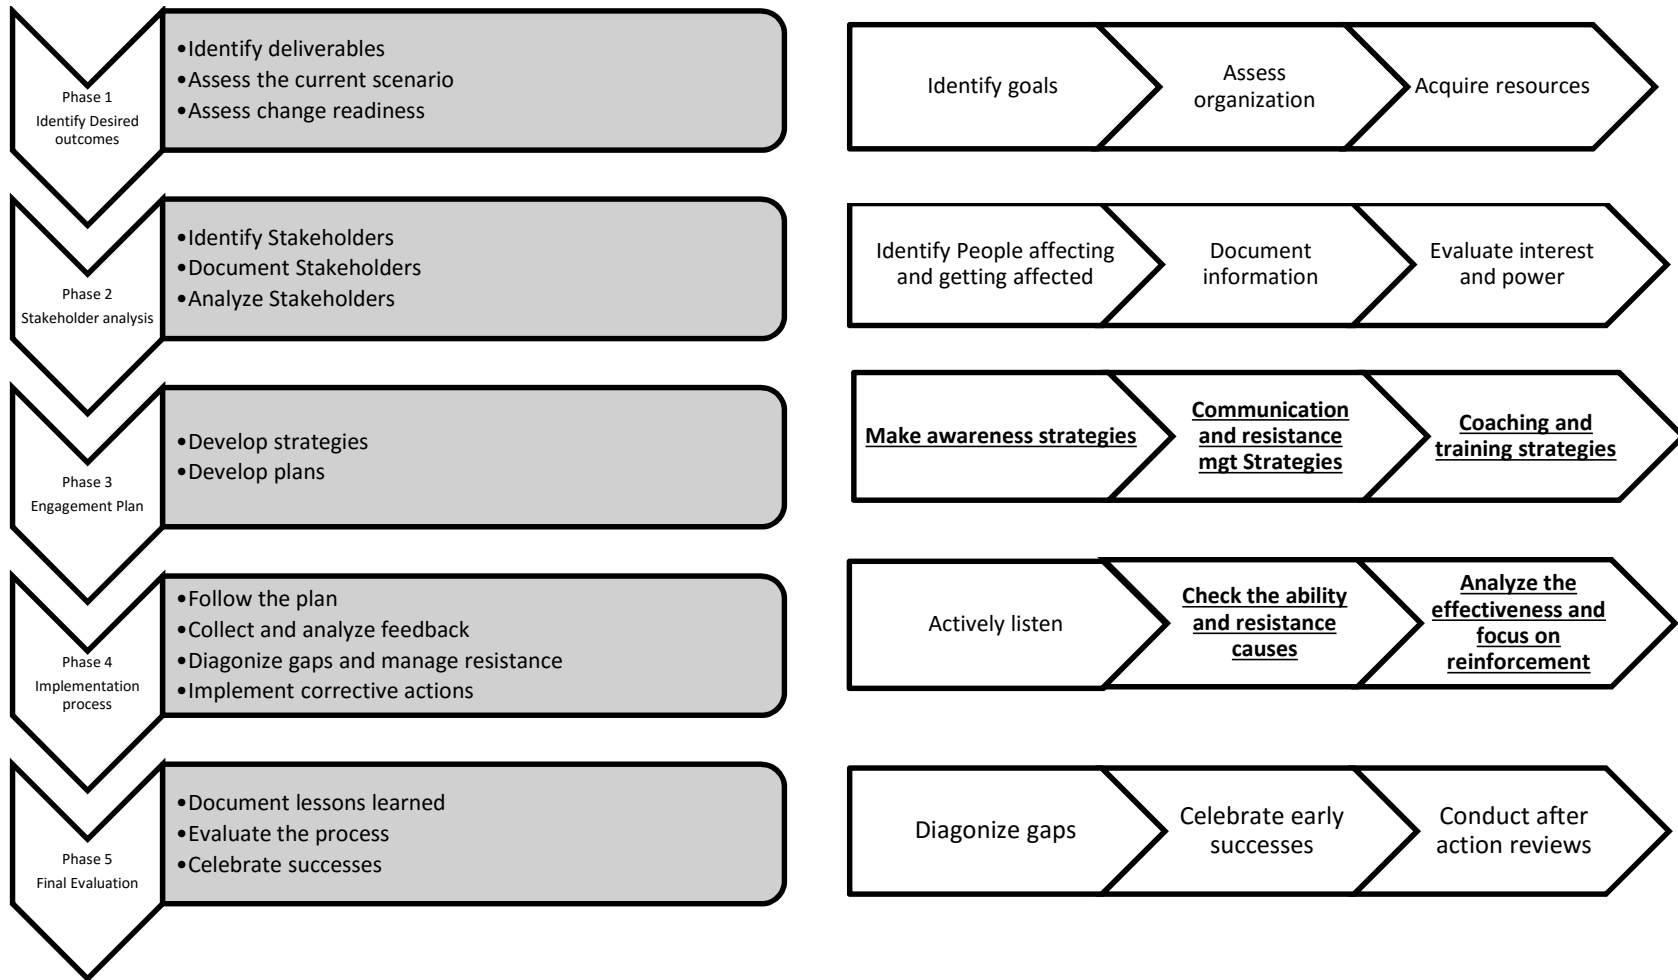 Phase 1
Identify Desired
outcomes
•Identify deliverables
•Assess the current scenario
•Assess change readiness
Identify goals
Assess
organization
Acquire resources
Phase 2
Stakeholder analysis
•Identify Stakeholders
•Document Stakeholders
•Analyze Stakeholders
Identify People affecting
and getting affected
Document
information
Evaluate interest
and power
Phase 3
Engagement Plan
•Develop strategies
•Develop plans
Make awareness strategies
Communication
and resistance
mgt Strategies
Coaching and
training strategies
Phase 4
Implementation
process
•Follow the plan
•Collect and analyze feedback
•Diagonize gaps and manage resistance
•Implement corrective actions
Actively listen
Check the ability
and resistance
causes
Analyze the
effectiveness and
focus on
reinforcement
Phase 5
Final Evaluation
•Document lessons learned
•Evaluate the process
•Celebrate successes
Diagonize gaps
Celebrate early
successes
Conduct after
action reviews